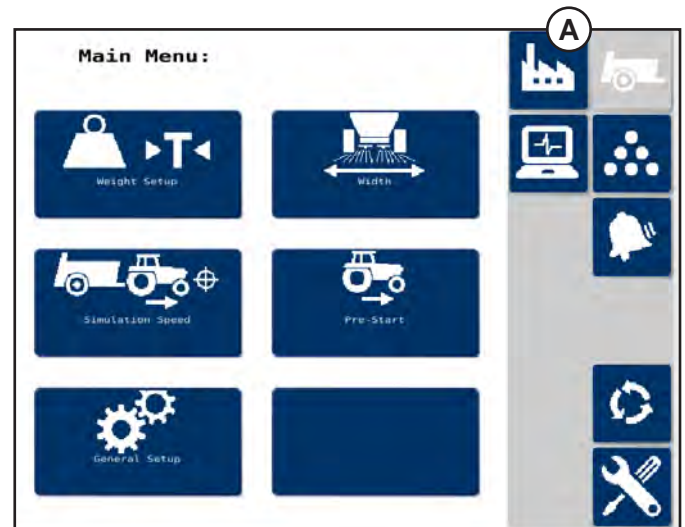 A
Main Menu:
Weight Setup
Width
Simulation Speed
Pre-Start
General Setup